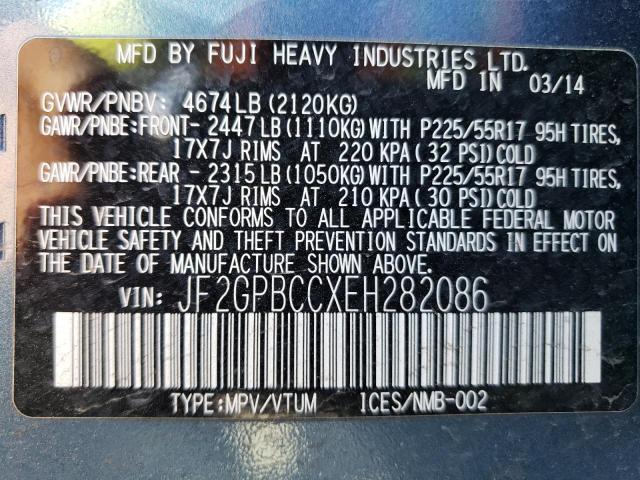 MFD BY FUJI HEAVY INDUSTRIES LTD.
MFD IN 03/14
GVWR/PNBV: 4674LB (2120KG)
GAWR/PNBE:FRONT- 2447LB (1110KG) WITH P225/55R17 95H TIRES,
17X7J RIMS AT 220 KPA (32 PSI) COLD
GAWR/PNBE:REAR - 2315LB (1050KG) WITH P225/55R17 95H TIRES,
17X7J RIMS AT 210 KPA (30 PSI) COLD
THIS VEHICLE CONFORMS TO ALL APPLICABLE FEDERAL MOTOR
VEHICLE SAFETY AND THEFT PREVENTION STANDARDS IN EFFECT ON
THE DATE OF MANUFACTURE SHOWN ABOVE.
VIN: JF2GPBCCXEH282086
TYPE:MPV/VTUM ICES/NMB-002